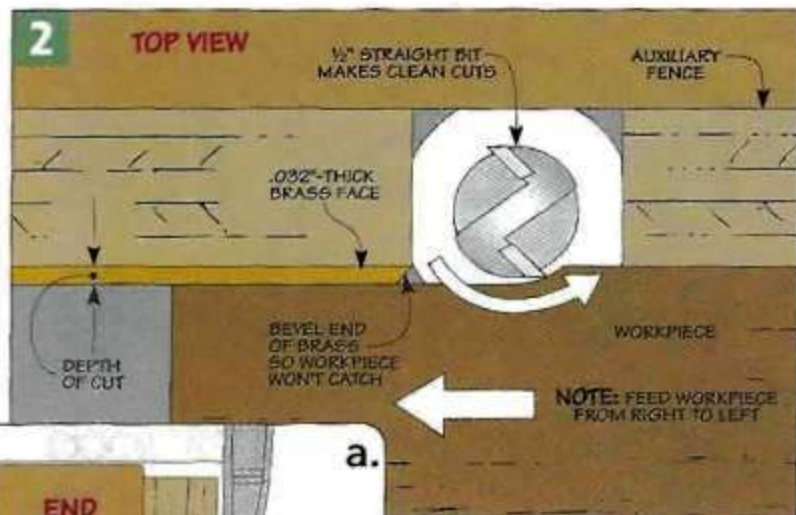 2
TOP VIEW
½" STRAIGHT BIT
MAKES CLEAN CUTS
AUXILIARY
FENCE
.032"-THICK
BRASS FACE
DEPTH
OF CUT
BEVEL END
OF BRASS
SO WORKPIECE
WON'T CATCH
WORKPIECE
NOTE: FEED WORKPIECE
FROM RIGHT TO LEFT
a.
END